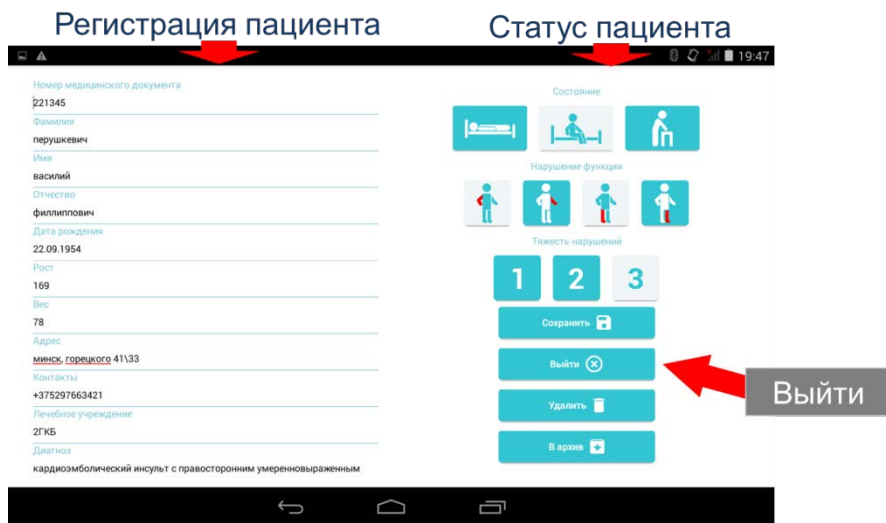 Регистрация пациента
Статус пациента
19:47
Номер медицинского документа
221345
Фамилия
перушкевич
Имя
василий
Отчество
филлиппович
Дата рождения
22.09.1954
Рост
169
Вес
78
Адрес
минск, горецкого 41\33
Контакты
+375297663421
Лечебное учреждение
2ГКБ
Диагноз
кардиоэмболический инсульт с правосторонним умеренновыраженным
Состояние
Нарушение функции
Тяжесть нарушений
1 2 3
Сохранить
Выйти
Удалить
В архив
Выйти